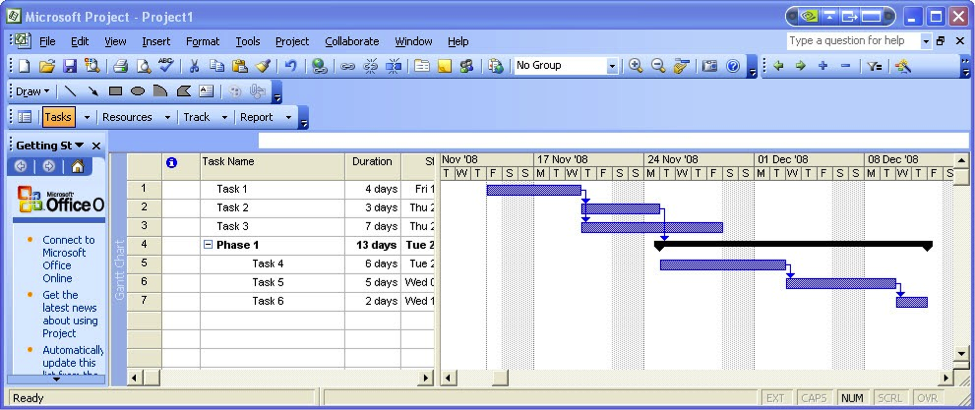 Microsoft Project - Project1
File Edit View Insert Format Tools Project Collaborate Window Help
Type a question for help
No Group
Draw
Tasks Resources Track Report
Getting St
Microsoft
Office O
Connect to
Microsoft
Office
Online
Get the
latest news
about using
Project
Automatically
update this
list from the
Gantt Chart
Task Name Duration St
Nov '08 17 Nov '08 24 Nov '08 01 Dec '08 08 Dec '08
T W T F S S M T W T F S S M T W T F S S M T W T F S S M T W T F S
1 Task 1 4 days Fri 1
2 Task 2 3 days Thu 2
3 Task 3 7 days Thu 2
4 Phase 1 13 days Tue 2
5 Task 4 6 days Tue 2
6 Task 5 5 days Wed 0
7 Task 6 2 days Wed 1
Ready
EXT CAPS NUM SCRL OVR